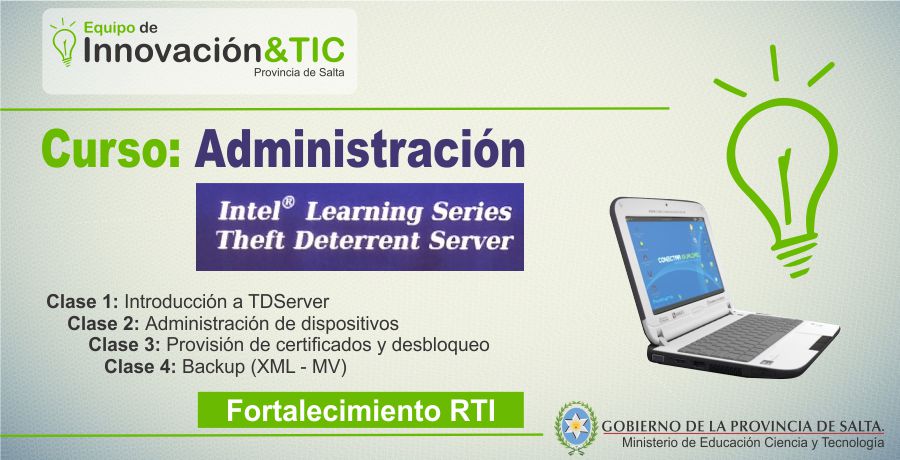 Equipo de
Innovación&TIC
Provincia de Salta
Curso: Administración
Intel® Learning Series
Theft Deterrent Server
Clase 1: Introducción a TDServer
Clase 2: Administración de dispositivos
Clase 3: Provisión de certificados y desbloqueo
Clase 4: Backup (XML - MV)
Fortalecimiento RTI
CONECTAR IGUALDAD
GOBIERNO DE LA PROVINCIA DE SALTA.
Ministerio de Educación Ciencia y Tecnología